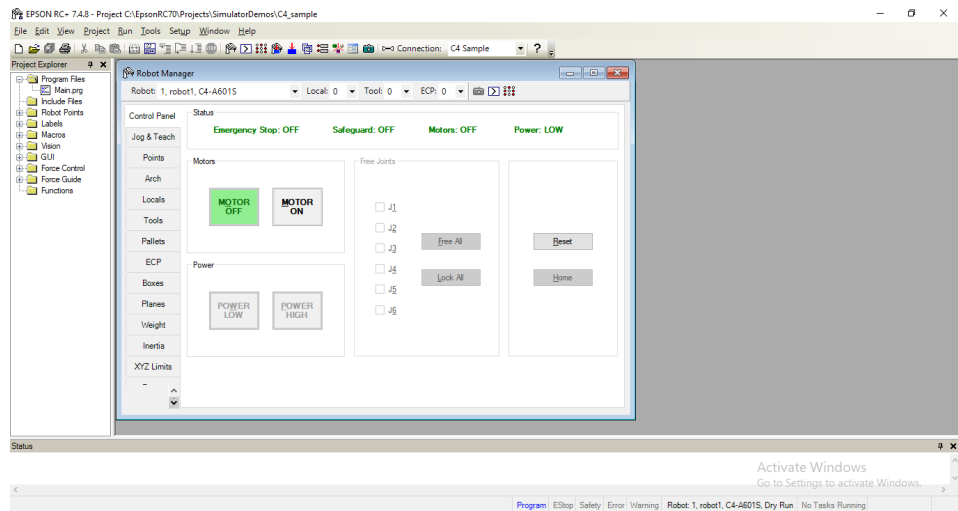 EPSON RC+ 7.4.8 - Project C:\EpsonRC70\Projects\SimulatorDemos\C4_sample
File Edit View Project Run Tools Setup Window Help
Connection: C4 Sample
Project Explorer
Program Files
Main.prg
Include Files
Robot Points
Labels
Macros
Vision
GUI
Force Control
Force Guide
Functions
Robot Manager
Robot: 1, robot1, C4-A601S Local: 0 Tool: 0 ECP: 0
Control Panel
Jog & Teach
Points
Arch
Locals
Tools
Pallets
ECP
Boxes
Planes
Weight
Inertia
XYZ Limits
Status
Emergency Stop: OFF Safeguard: OFF Motors: OFF Power: LOW
Motors
MOTOR OFF
MOTOR ON
Power
POWER LOW
POWER HIGH
Free Joints
J1
J2
J3
J4
J5
J6
Free All
Lock All
Reset
Home
Status
Activate Windows
Go to Settings to activate Windows.
Program EStop Safety Error Warning Robot: 1, robot1, C4-A601S, Dry Run No Tasks Running